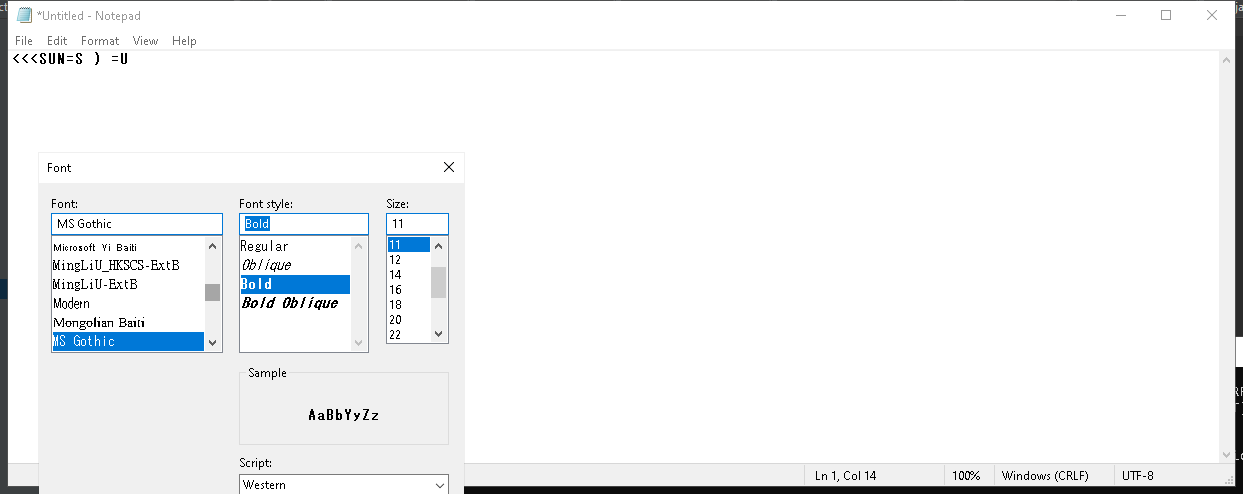 *Untitled - Notepad
File Edit Format View Help
<<<SUN=S ) =U
Font
Font: Font style: Size:
MS Gothic Bold 11
Microsoft Yi Baiti Regular 11
MingLiU_HKSCS-ExtB Oblique 12
MingLiU-ExtB Bold 14
Modern Bold Oblique 16
Mongolian Baiti 18
MS Gothic 20
22
Sample
AaBbYyZz
Script:
Western
Ln 1, Col 14 100% Windows (CRLF) UTF-8